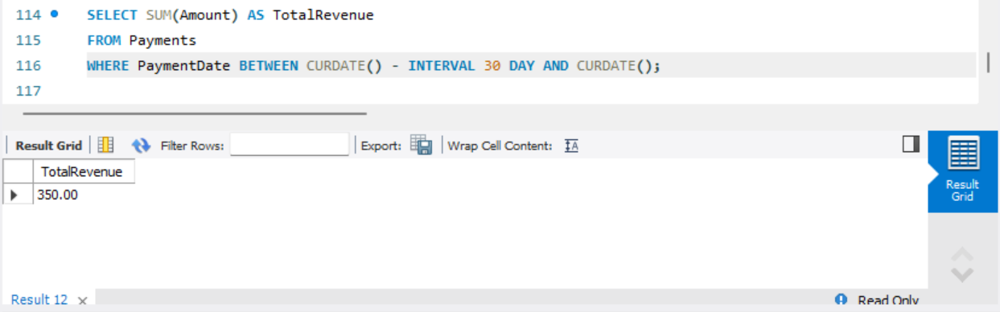 114 SELECT SUM(Amount) AS TotalRevenue
115 FROM Payments
116 WHERE PaymentDate BETWEEN CURDATE() - INTERVAL 30 DAY AND CURDATE();
117
Result Grid Filter Rows: Export: Wrap Cell Content: IA
TotalRevenue
350.00
Result
Grid
Result 12 × Read Only